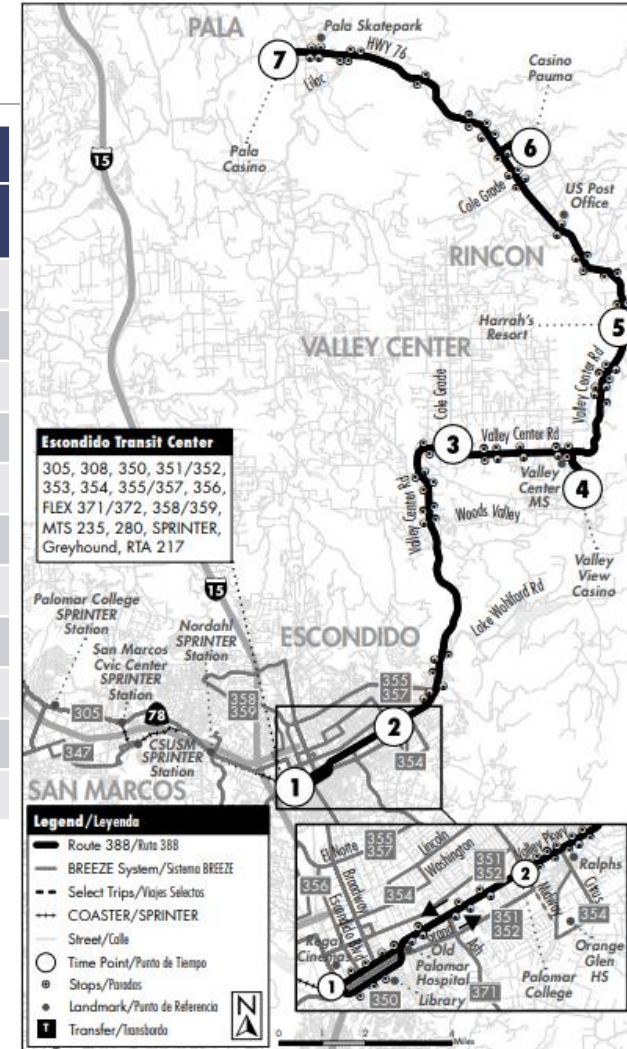 PALA
Pala Skatepark
HWY 76
7
Lilac
Casino
Pauma
15
Pala
Casino
6
Cole Grade
US Post
Office
RINCON
Harrah's
Resort
5
VALLEY CENTER
Cole Grade
Valley Center Rd
3
Valley Center Rd
Valley
Center
MS
4
Valley Center Rd
Woods Valley
Valley
View
Casino
Escondido Transit Center
305, 308, 350, 351/352,
353, 354, 355/357, 356,
FLEX 371/372, 358/359,
MTS 235, 280, SPRINTER,
Greyhound, RTA 217
Lake Wohlford Rd
15
Palomar College
SPRINTER
Station
Nordahl
SPRINTER
Station
San Marcos
Cvic Center
SPRINTER
Station
ESCONDIDO
355
357
358
359
305
78
2
347
CSUSM
SPRINTER
Station
354
1
SAN MARCOS
Legend/Leyenda
Route 388/Ruta 388
BREEZE System/Sistema BREEZE
Select Trips/Viajes Selectos
COASTER/SPRINTER
Street/Calle
Time Point/Punto de Tiempo
Stops/Paradas
Landmark/Punto de Referencia
T Transfer/Transbordo
N
0 2 4 Miles
355
357
El Norte
Lincoln
Washington
Valley Pkwy
Ralphs
351
352
2
356
Broadway
354
Midway
Citrus
354
Escondido Blvd
Grand
351
352
Regal
Cinemas
Old
Palomar
Hospital
Orange
Glen
HS
1
Library
Palomar
College
350
371